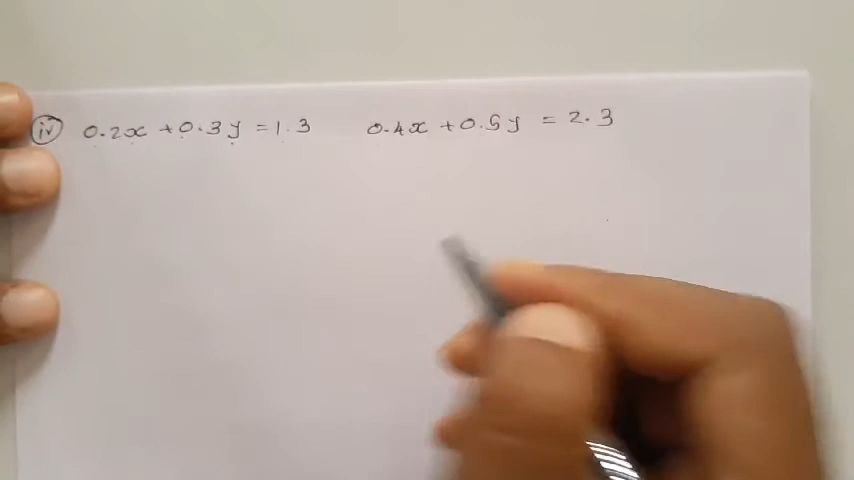 (iv) 0.2x + 0.3y = 1.3 0.4x + 0.5y = 2.3